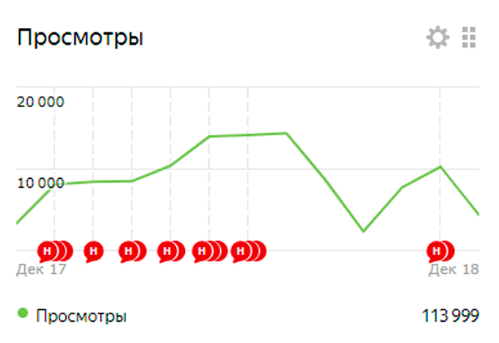 Просмотры
20 000
10 000
н н н н н н н
Дек 17 Дек 18
Просмотры 113 999